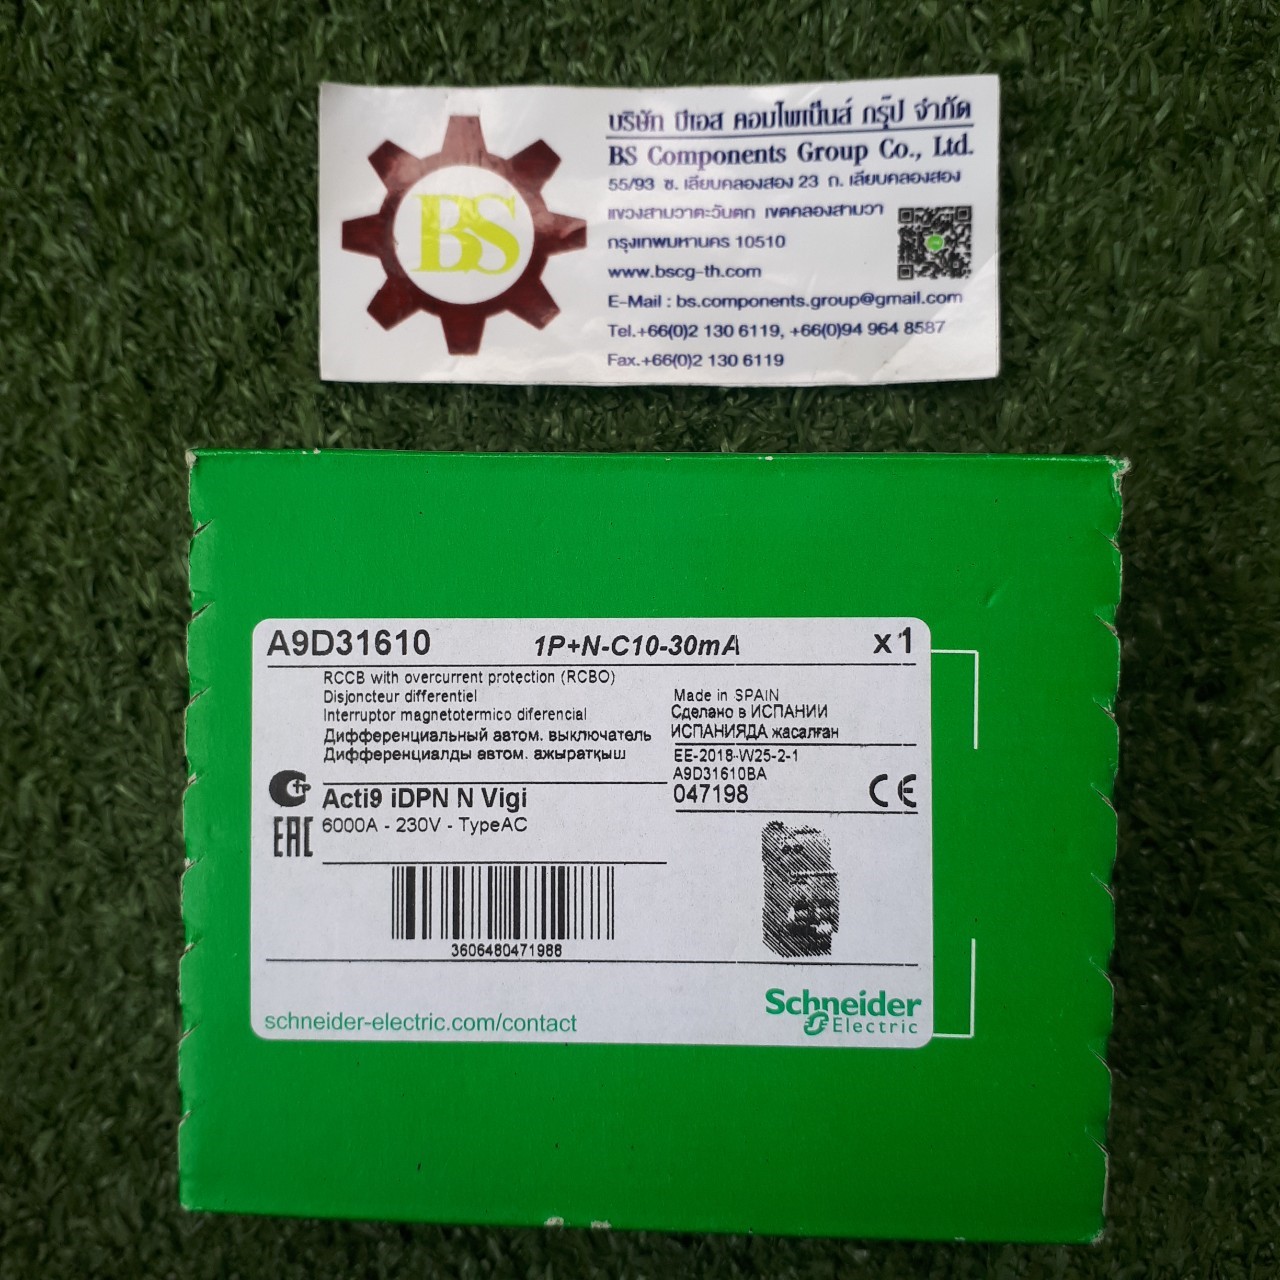 BS
บริษัท บีเอส คอมโพเน็นส์ กรุ๊ป จำกัด
BS Components Group Co., Ltd.
55/93 ซ. เลียบคลองสอง 23 ถ. เลียบคลองสอง
แขวงสามวาตะวันตก เขตคลองสามวา
กรุงเทพมหานคร 10510
www.bscg-th.com
E-Mail : bs.components.group@gmail.com
Tel.+66(0)2 130 6119, +66(0)94 964 8587
Fax.+66(0)2 130 6119
A9D31610 1P+N-C10-30mA x1
RCCB with overcurrent protection (RCBO)
Disjoncteur differentiel
Interruptor magnetotermico diferencial
Дифференциальный автом. выключатель
Дифференциалды автом. ажыратқыш
Made in SPAIN
Сделано в ИСПАНИИ
ИСПАНИЯДА жасалған
EE-2018-W25-2-1
A9D31610BA
047198
CE
Acti9 iDPN N Vigi
EAC
6000A - 230V - TypeAC
3606480471988
schneider-electric.com/contact
Schneider
Electric